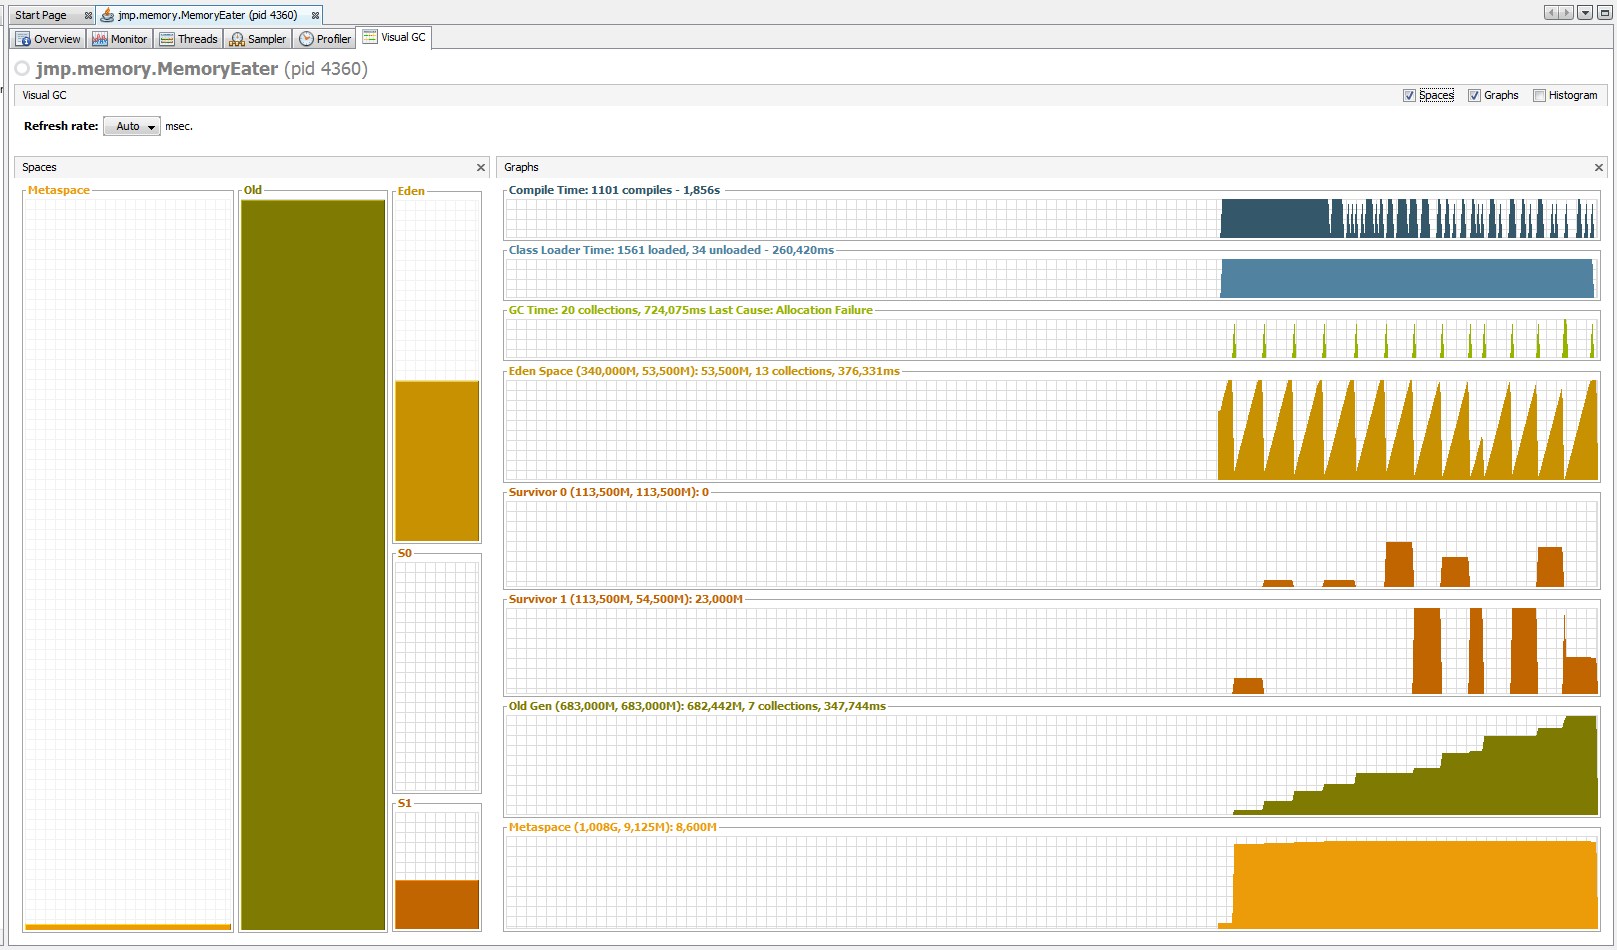 Start Page
jmp.memory.MemoryEater (pid 4360)
Overview Monitor Threads Sampler Profiler Visual GC
jmp.memory.MemoryEater (pid 4360)
Visual GC
Spaces Graphs Histogram
Refresh rate: Auto msec.
Spaces
Graphs
Metaspace
Old
Eden
S0
S1
Compile Time: 1101 compiles - 1,856s
Class Loader Time: 1561 loaded, 34 unloaded - 260,420ms
GC Time: 20 collections, 724,075ms Last Cause: Allocation Failure
Eden Space (340,000M, 53,500M): 53,500M, 13 collections, 376,331ms
Survivor 0 (113,500M, 113,500M): 0
Survivor 1 (113,500M, 54,500M): 23,000M
Old Gen (683,000M, 683,000M): 682,442M, 7 collections, 347,744ms
Metaspace (1,008G, 9,125M): 8,600M